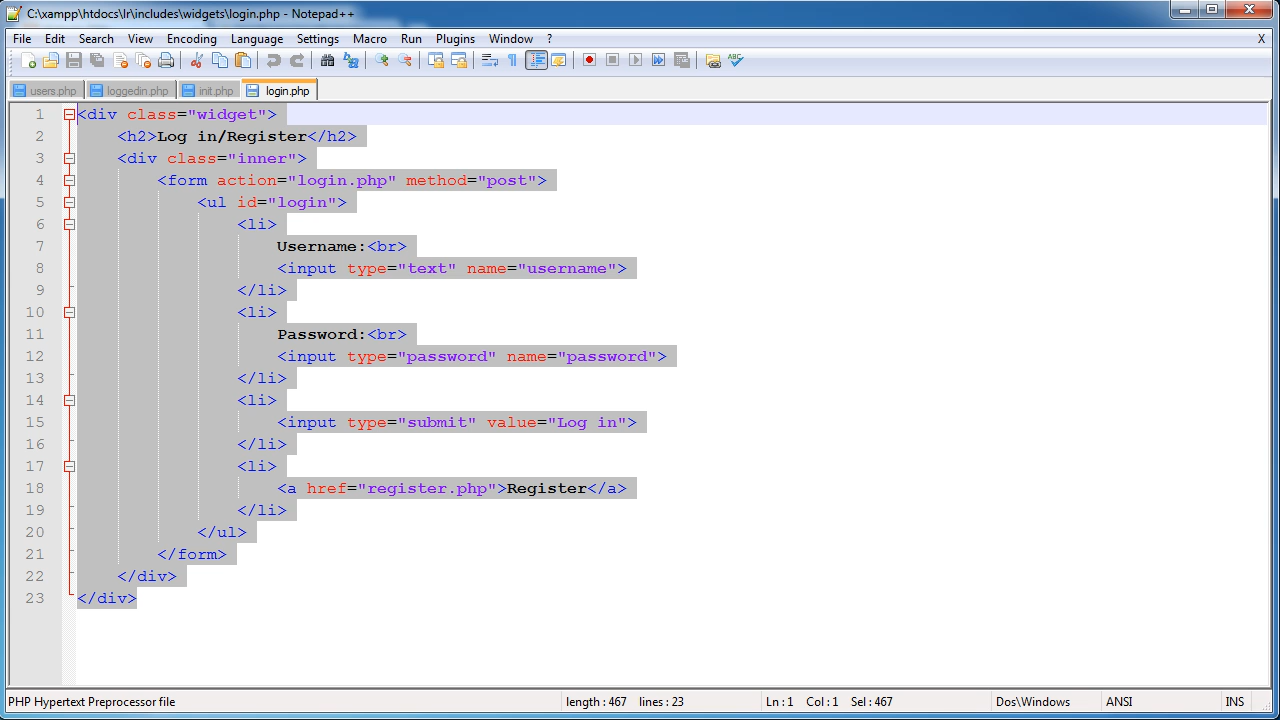 C:\xampp\htdocs\lr\includes\widgets\login.php - Notepad++
File Edit Search View Encoding Language Settings Macro Run Plugins Window ? X
users.php loggedin.php init.php login.php
1 <div class="widget">
2 <h2>Log in/Register</h2>
3 <div class="inner">
4 <form action="login.php" method="post">
5 <ul id="login">
6 <li>
7 Username:<br>
8 <input type="text" name="username">
9 </li>
10 <li>
11 Password:<br>
12 <input type="password" name="password">
13 </li>
14 <li>
15 <input type="submit" value="Log in">
16 </li>
17 <li>
18 <a href="register.php">Register</a>
19 </li>
20 </ul>
21 </form>
22 </div>
23 </div>
PHP Hypertext Preprocessor file length : 467 lines : 23 Ln : 1 Col : 1 Sel : 467 Dos\Windows ANSI INS